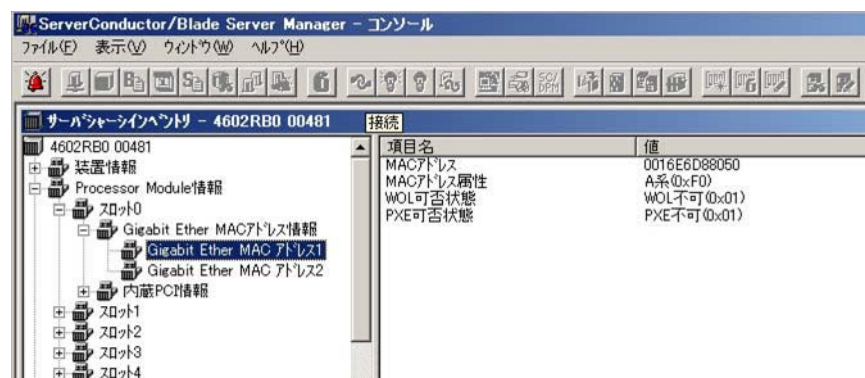 ServerConductor/Blade Server Manager - コンソール
ファイル(F) 表示(V) ウィンドウ(W) ヘルプ(H)
サーバシャーシインベントリ - 4602RB0 00481
接続
4602RB0 00481
装置情報
Processor Module情報
スロット0
Gigabit Ether MACアドレス情報
Gigabit Ether MAC アドレス1
Gigabit Ether MAC アドレス2
内蔵PCI情報
スロット1
スロット2
スロット3
スロット4
項目名 値
MACアドレス 0016E6D88050
MACアドレス属性 A系(0xF0)
WOL可否状態 WOL不可(0x01)
PXE可否状態 PXE不可(0x01)